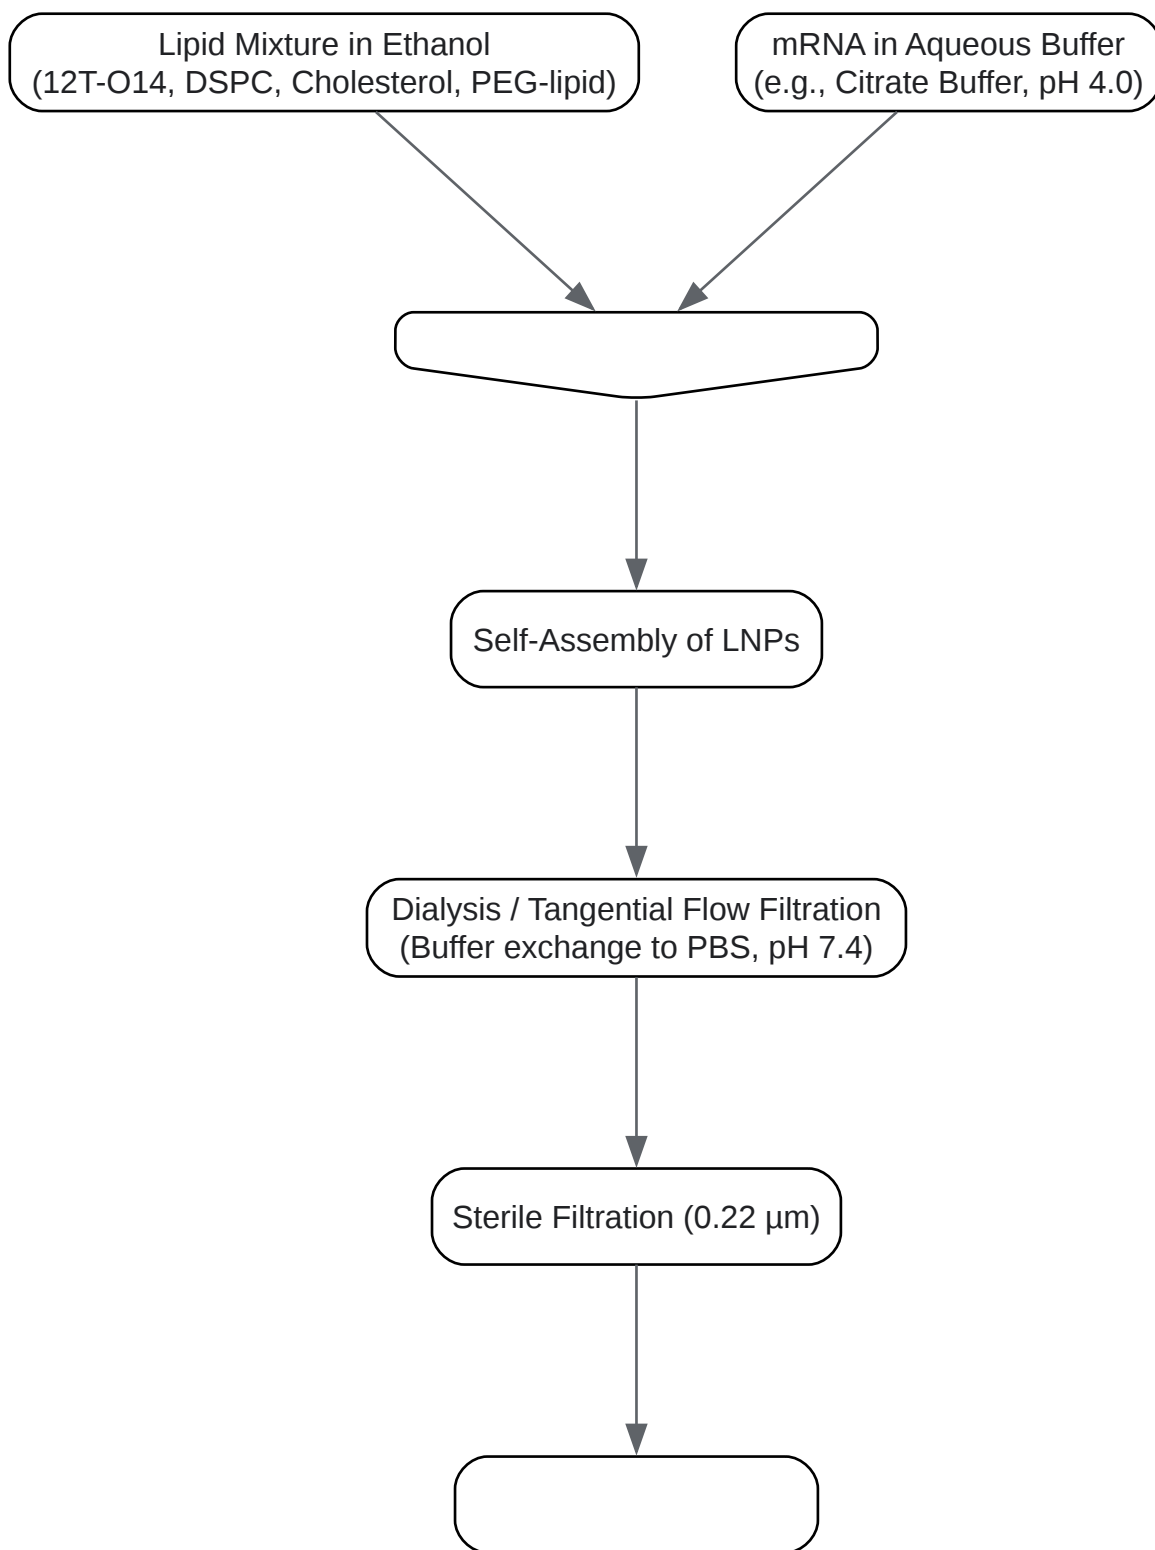 Lipid Mixture in Ethanol
(12T-O14, DSPC, Cholesterol, PEG-lipid)
mRNA in Aqueous Buffer
(e.g., Citrate Buffer, pH 4.0)
Self-Assembly of LNPs
Dialysis / Tangential Flow Filtration
(Buffer exchange to PBS, pH 7.4)
Sterile Filtration (0.22 µm)